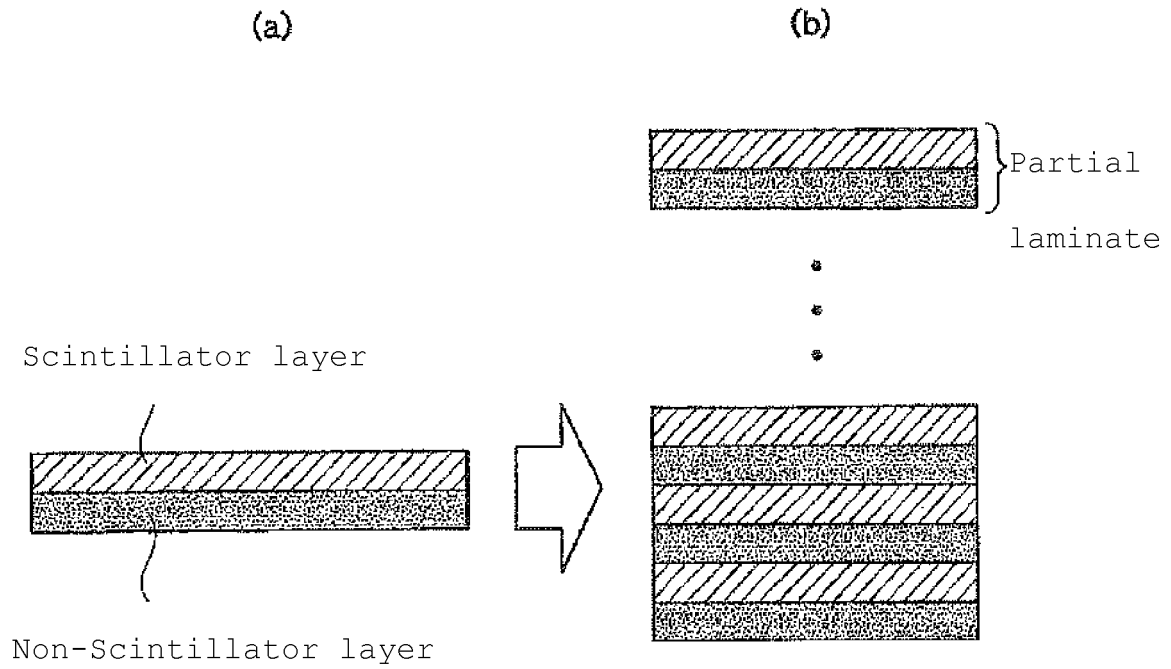 (a)
(b)
Partial
laminate
Scintillator layer
Non-Scintillator layer